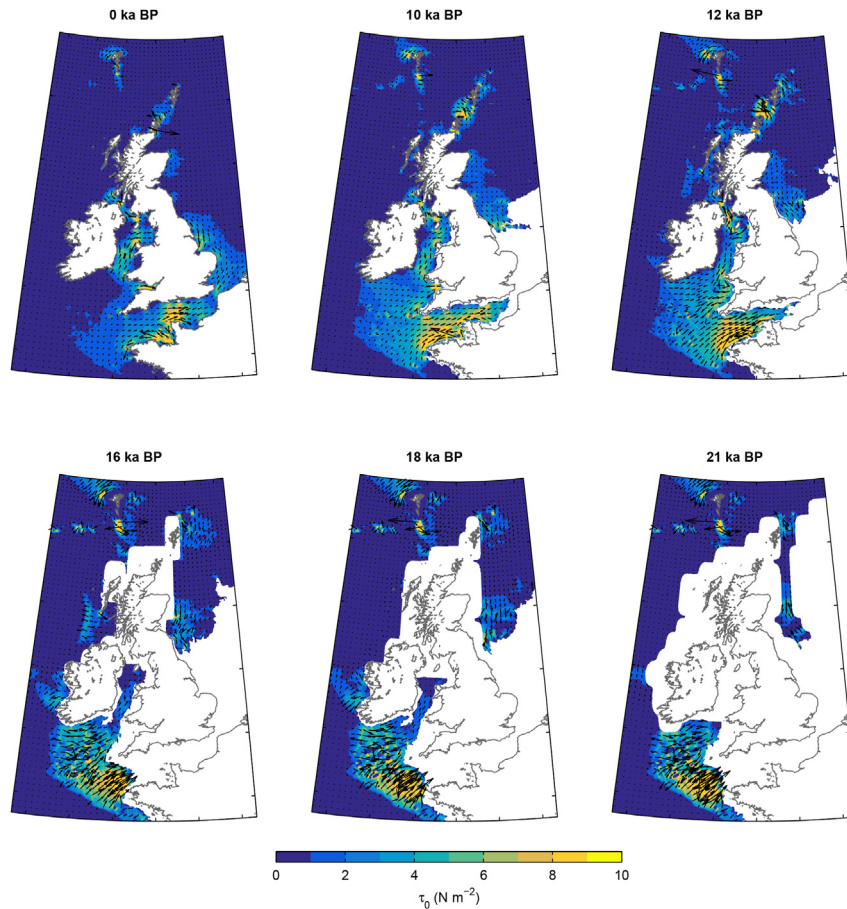 0 ka BP
10 ka BP
12 ka BP
16 ka BP
18 ka BP
21 ka BP
0 2 4 6 8 10
τ₀ (N m⁻²)